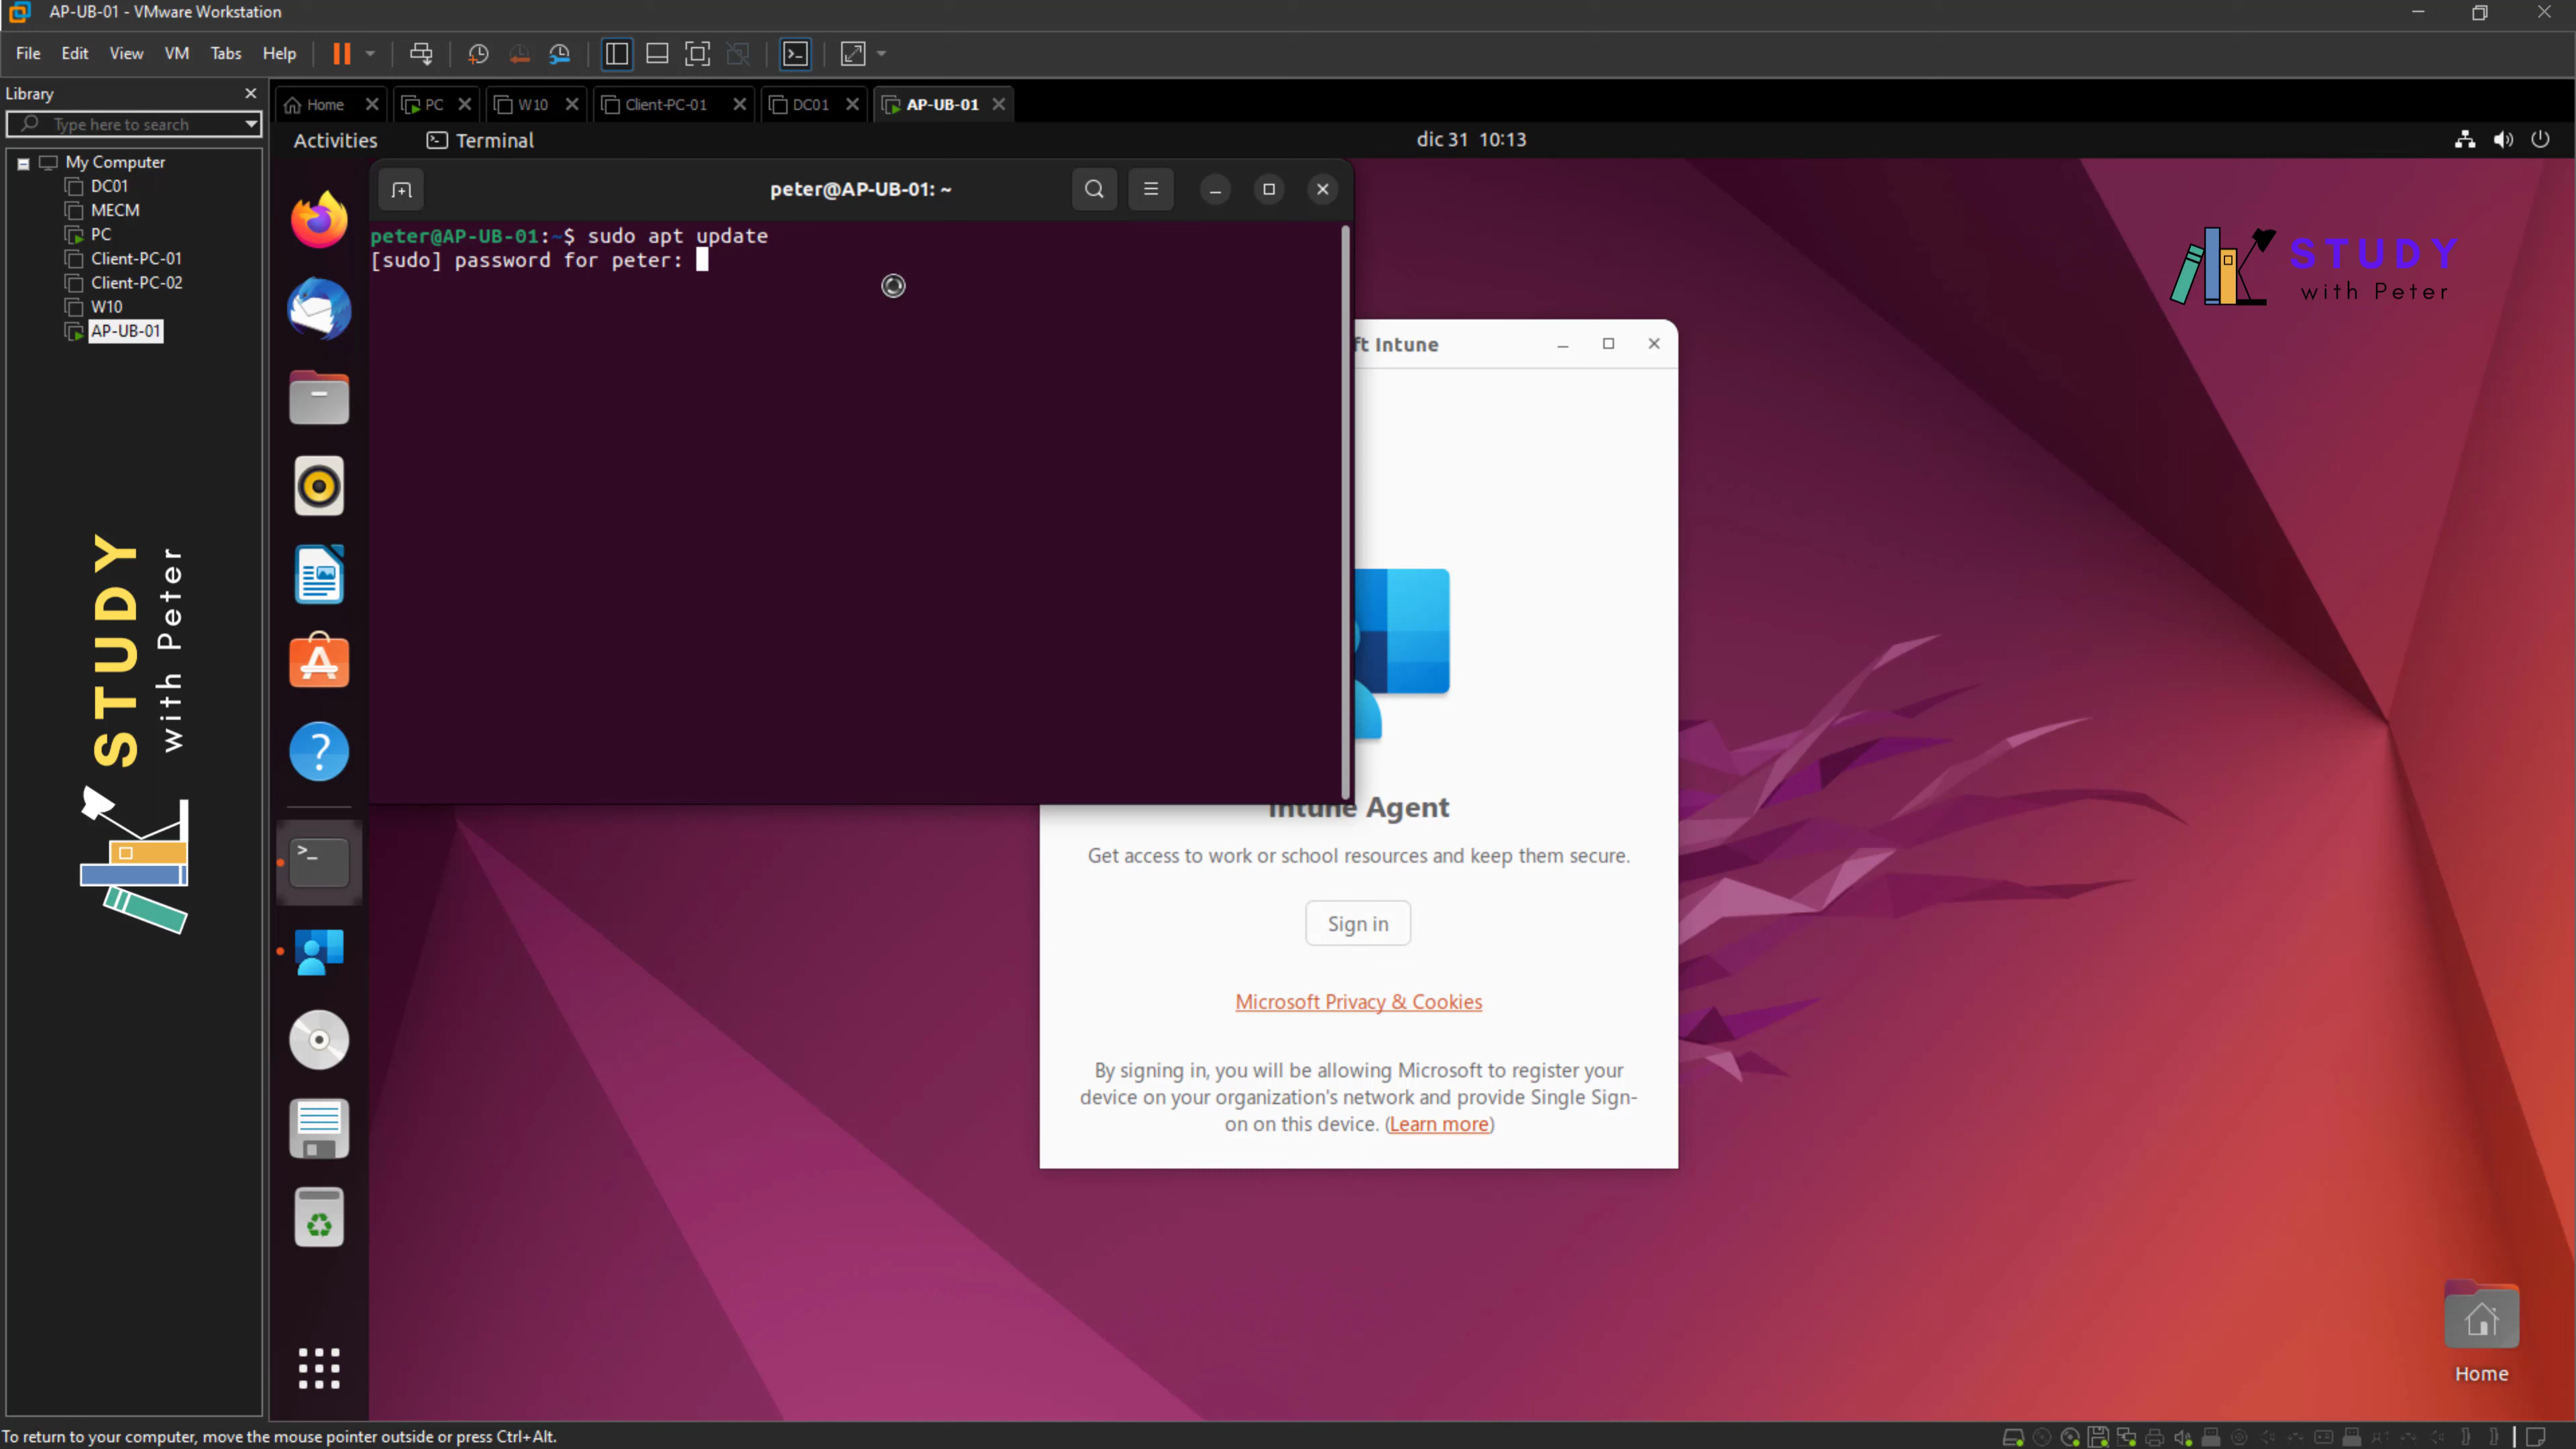 AP-UB-01 - VMware Workstation
File Edit View VM Tabs Help
Library
Type here to search
My Computer
DC01
MECM
PC
Client-PC-01
Client-PC-02
W10
AP-UB-01
STUDY
with Peter
Home PC W10 Client-PC-01 DC01 AP-UB-01
Activities Terminal dic 31 10:13
peter@AP-UB-01: ~
peter@AP-UB-01:~$ sudo apt update
[sudo] password for peter:
STUDY
with Peter
ft Intune
Intune Agent
Get access to work or school resources and keep them secure.
Sign in
Microsoft Privacy & Cookies
By signing in, you will be allowing Microsoft to register your
device on your organization's network and provide Single Sign-
on on this device. (Learn more)
Home
To return to your computer, move the mouse pointer outside or press Ctrl+Alt.